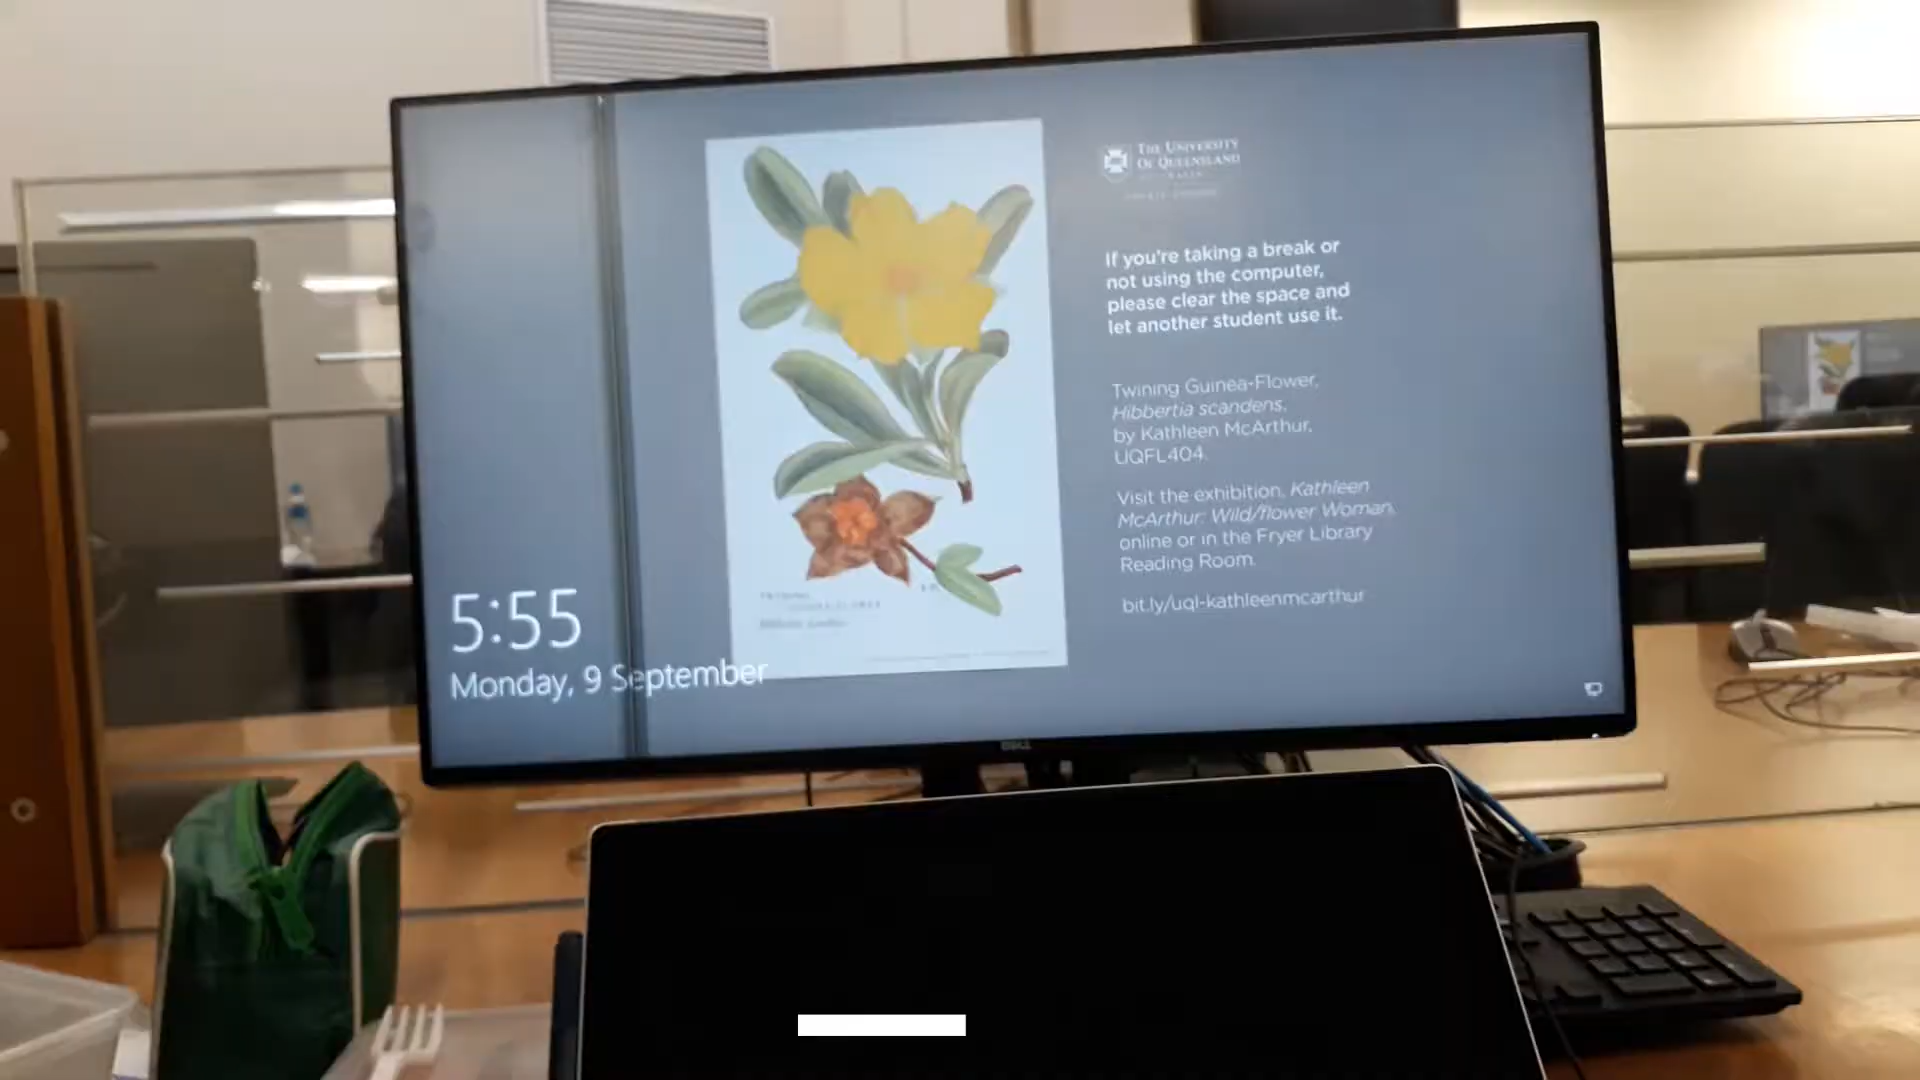 THE UNIVERSITY
OF QUEENSLAND
If you're taking a break or
not using the computer,
please clear the space and
let another student use it.
Twining Guinea-Flower,
Hibbertia scandens,
by Kathleen McArthur,
UQFL404.
Visit the exhibition, Kathleen
McArthur: Wild/flower Woman,
online or in the Fryer Library
Reading Room.
bit.ly/uql-kathleenmcarthur
5:55
Monday, 9 September
DELL